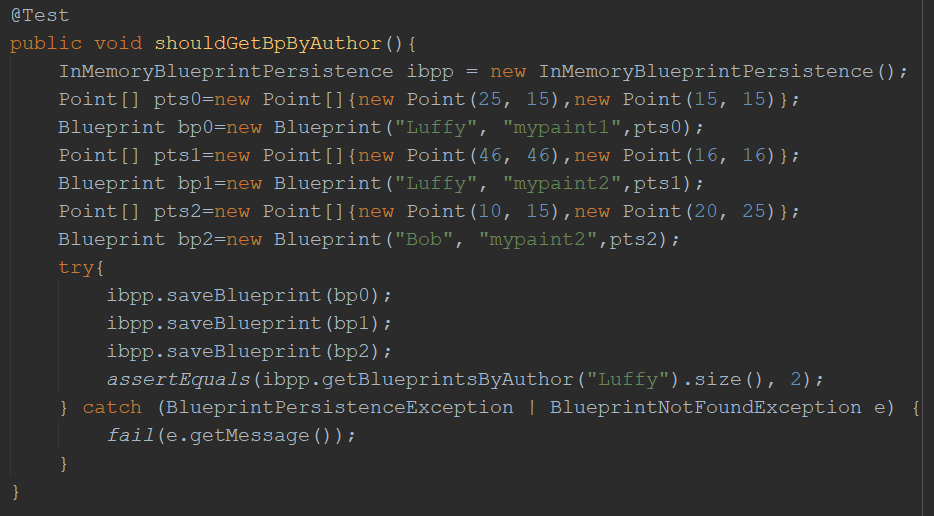 @Test
public void shouldGetBpByAuthor(){
    InMemoryBlueprintPersistence ibpp = new InMemoryBlueprintPersistence();
    Point[] pts0=new Point[]{new Point(25, 15),new Point(15, 15)};
    Blueprint bp0=new Blueprint("Luffy", "mypaint1",pts0);
    Point[] pts1=new Point[]{new Point(46, 46),new Point(16, 16)};
    Blueprint bp1=new Blueprint("Luffy", "mypaint2",pts1);
    Point[] pts2=new Point[]{new Point(10, 15),new Point(20, 25)};
    Blueprint bp2=new Blueprint("Bob", "mypaint2",pts2);
    try{
        ibpp.saveBlueprint(bp0);
        ibpp.saveBlueprint(bp1);
        ibpp.saveBlueprint(bp2);
        assertEquals(ibpp.getBlueprintsByAuthor("Luffy").size(), 2);
    } catch (BlueprintPersistenceException | BlueprintNotFoundException e) {
        fail(e.getMessage());
    }
}